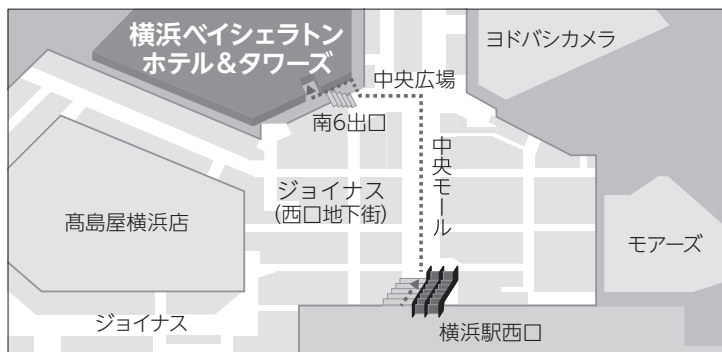 横浜ベイシェラトン
ホテル&タワーズ
ヨドバシカメラ
中央広場
南6出口
中央モール
ジョイナス
(西口地下街)
髙島屋横浜店
モアーズ
ジョイナス
横浜駅西口